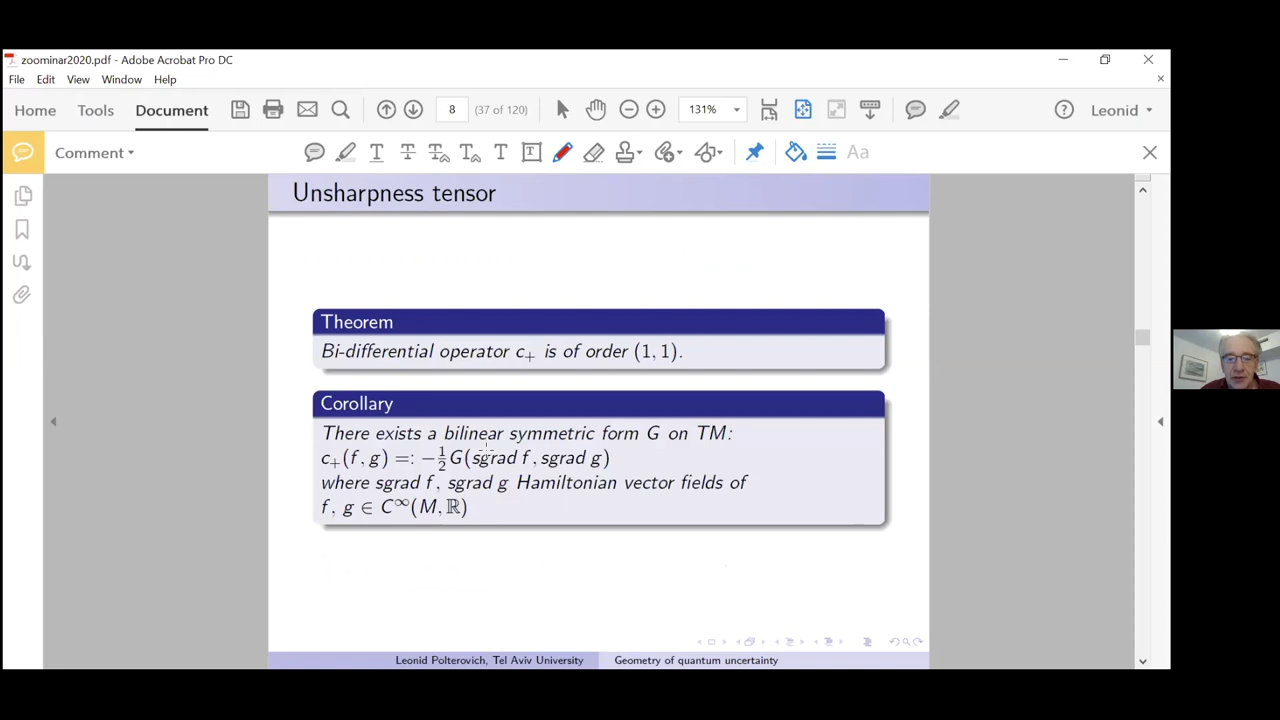 zoominar2020.pdf - Adobe Acrobat Pro DC
File Edit View Window Help
Home Tools Document 8 (37 of 120) 131% Leonid
Comment
Unsharpness tensor
Theorem
Bi-differential operator c₊ is of order (1, 1).
Corollary
There exists a bilinear symmetric form G on TM:
c₊(f, g) =: −½G(sgrad f, sgrad g)
where sgrad f, sgrad g Hamiltonian vector fields of
f, g ∈ C^∞(M, ℝ)
Leonid Polterovich, Tel Aviv University Geometry of quantum uncertainty